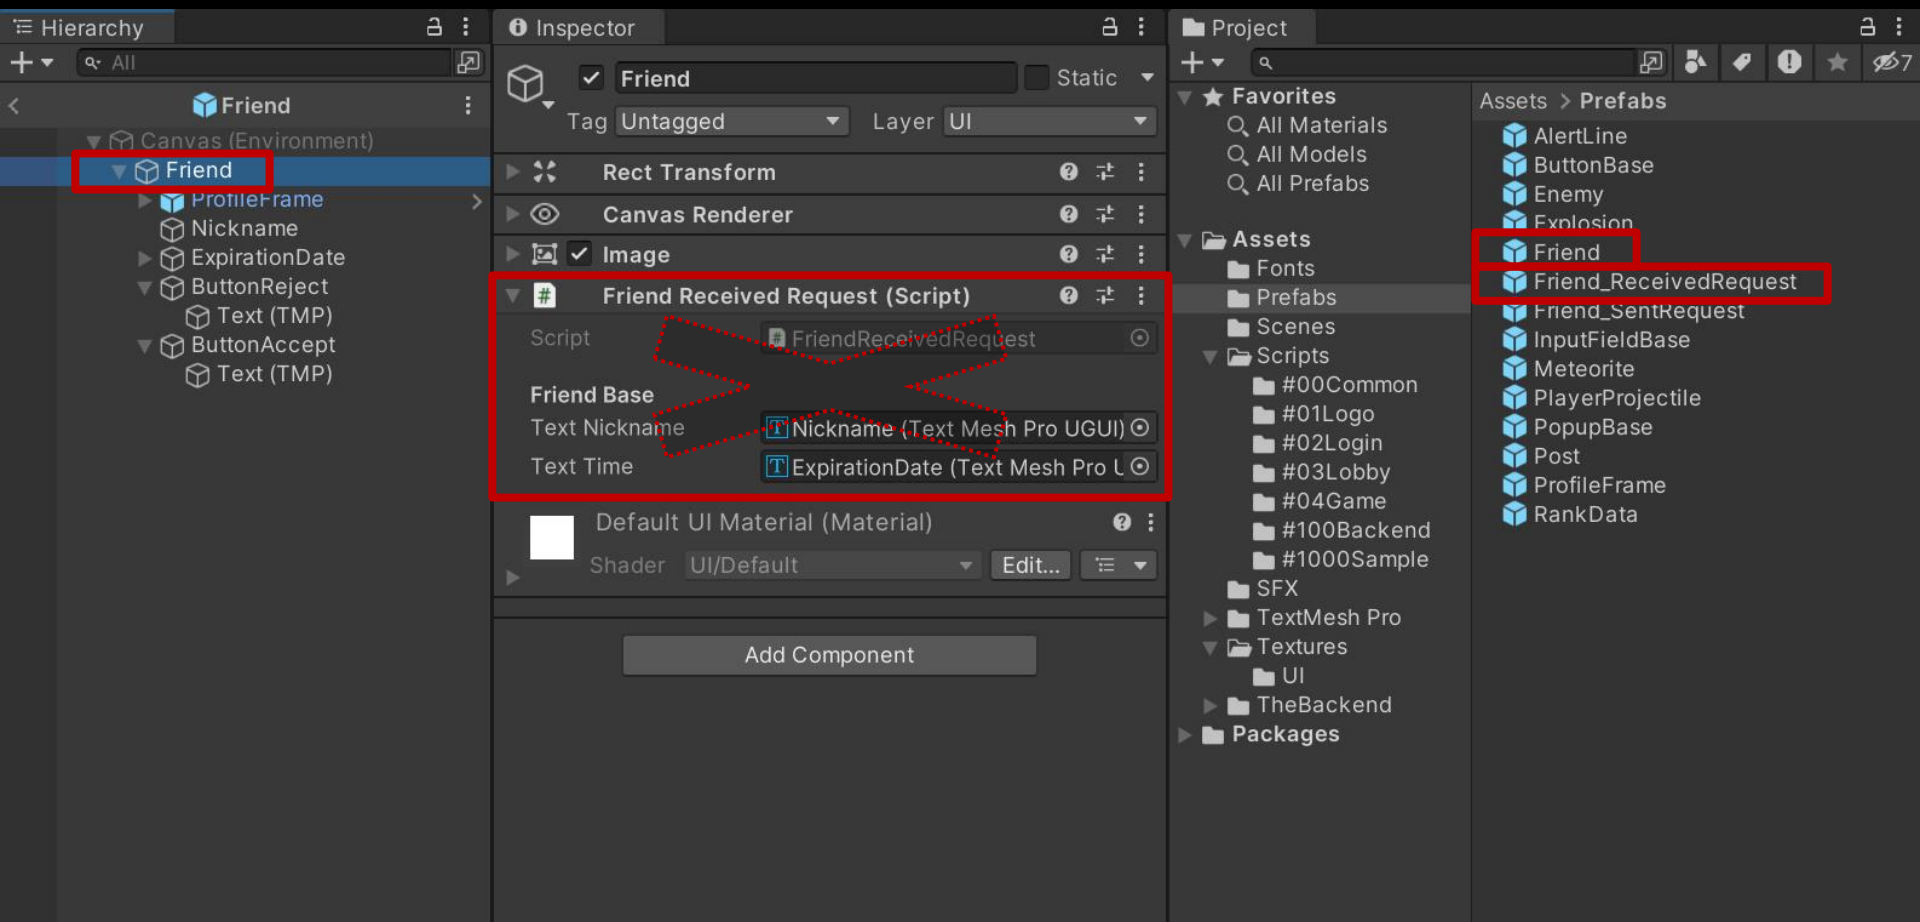 Hierarchy
All
Friend
Canvas (Environment)
Friend
ProfileFrame
Nickname
ExpirationDate
ButtonReject
Text (TMP)
ButtonAccept
Text (TMP)
Inspector
Friend
Static
Tag Untagged
Layer UI
Rect Transform
Canvas Renderer
Image
# Friend Received Request (Script)
Script
# FriendReceivedRequest
Friend Base
Text Nickname
T Nickname (Text Mesh Pro UGUI)
Text Time
T ExpirationDate (Text Mesh Pro U
Default UI Material (Material)
Shader UI/Default
Edit...
Add Component
Project
7
Favorites
All Materials
All Models
All Prefabs
Assets
Fonts
Prefabs
Scenes
Scripts
#00Common
#01Logo
#02Login
#03Lobby
#04Game
#100Backend
#1000Sample
SFX
TextMesh Pro
Textures
UI
TheBackend
Packages
Assets > Prefabs
AlertLine
ButtonBase
Enemy
Explosion
Friend
Friend_ReceivedRequest
Friend_SentRequest
InputFieldBase
Meteorite
PlayerProjectile
PopupBase
Post
ProfileFrame
RankData